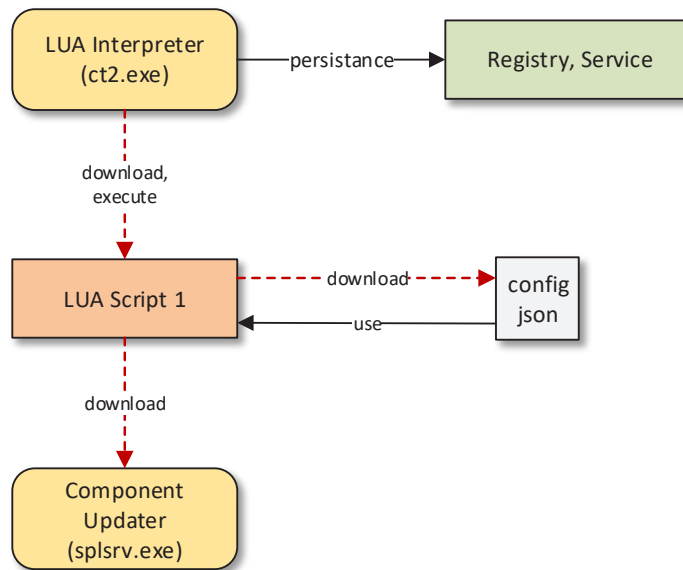 LUA Interpreter
(ct2.exe)
persistance
Registry, Service
download,
execute
LUA Script 1
download
config
json
use
download
Component
Updater
(splsrv.exe)